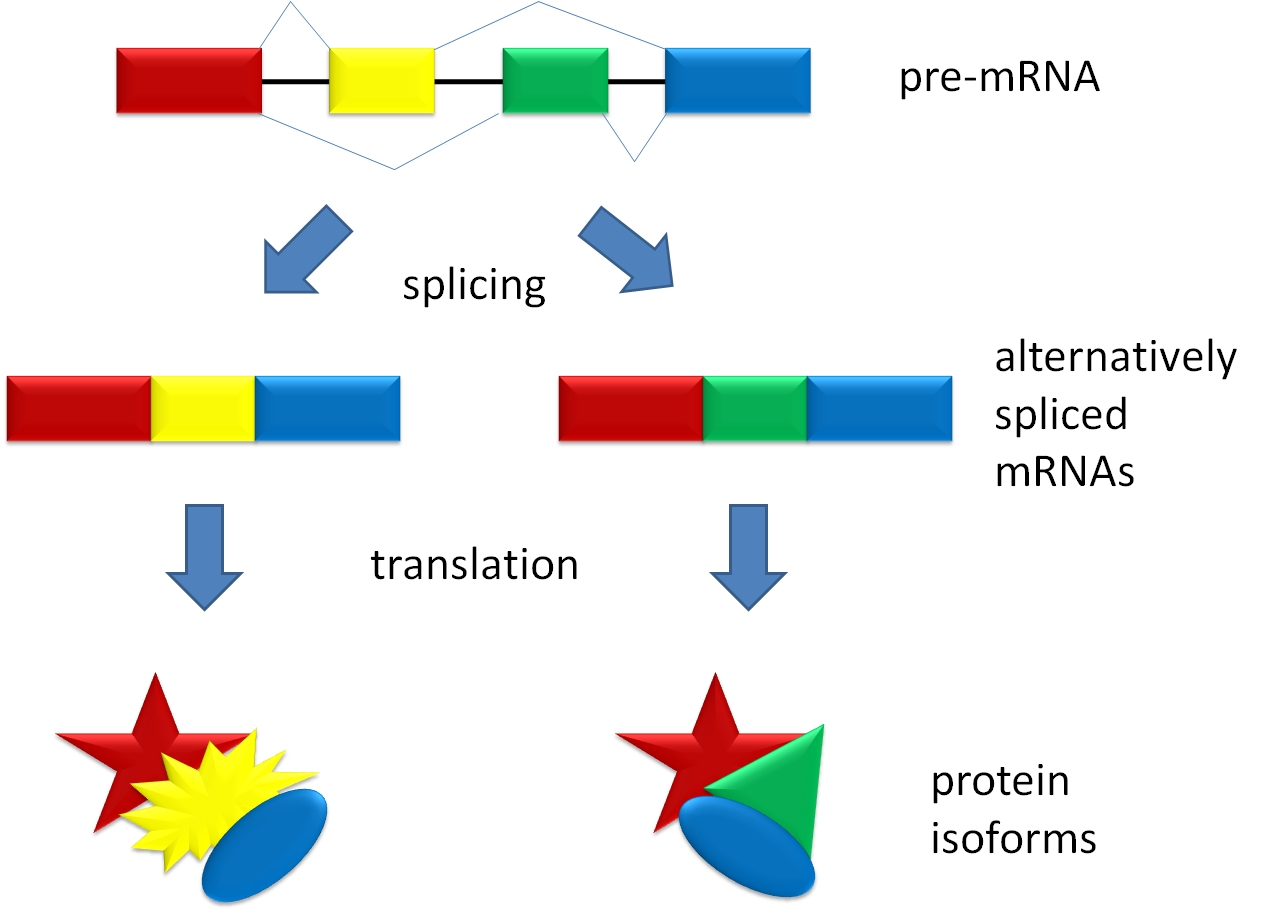 pre-mRNA
splicing
alternatively
spliced
mRNAs
translation
protein
isoforms